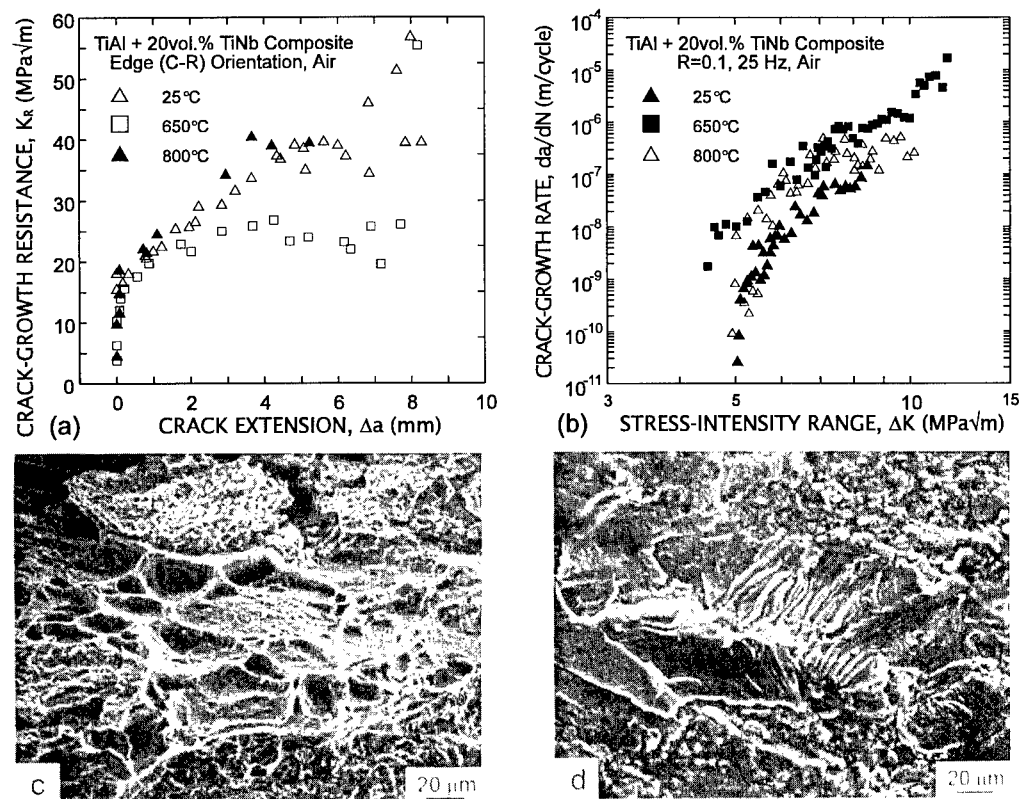 TiAl + 20vol.% TiNb Composite
Edge (C-R) Orientation, Air
△ 25°C
□ 650°C
▲ 800°C
CRACK-GROWTH RESISTANCE, K_R (MPa√m)
60
50
40
30
20
10
0
0 2 4 6 8 10
(a) CRACK EXTENSION, Δa (mm)
TiAl + 20vol.% TiNb Composite
R=0.1, 25 Hz, Air
▲ 25°C
■ 650°C
△ 800°C
CRACK-GROWTH RATE, da/dN (m/cycle)
10⁻⁴
10⁻⁵
10⁻⁶
10⁻⁷
10⁻⁸
10⁻⁹
10⁻¹⁰
10⁻¹¹
3 5 10 15
(b) STRESS-INTENSITY RANGE, ΔK (MPa√m)
c 20 μm
d 20 μm